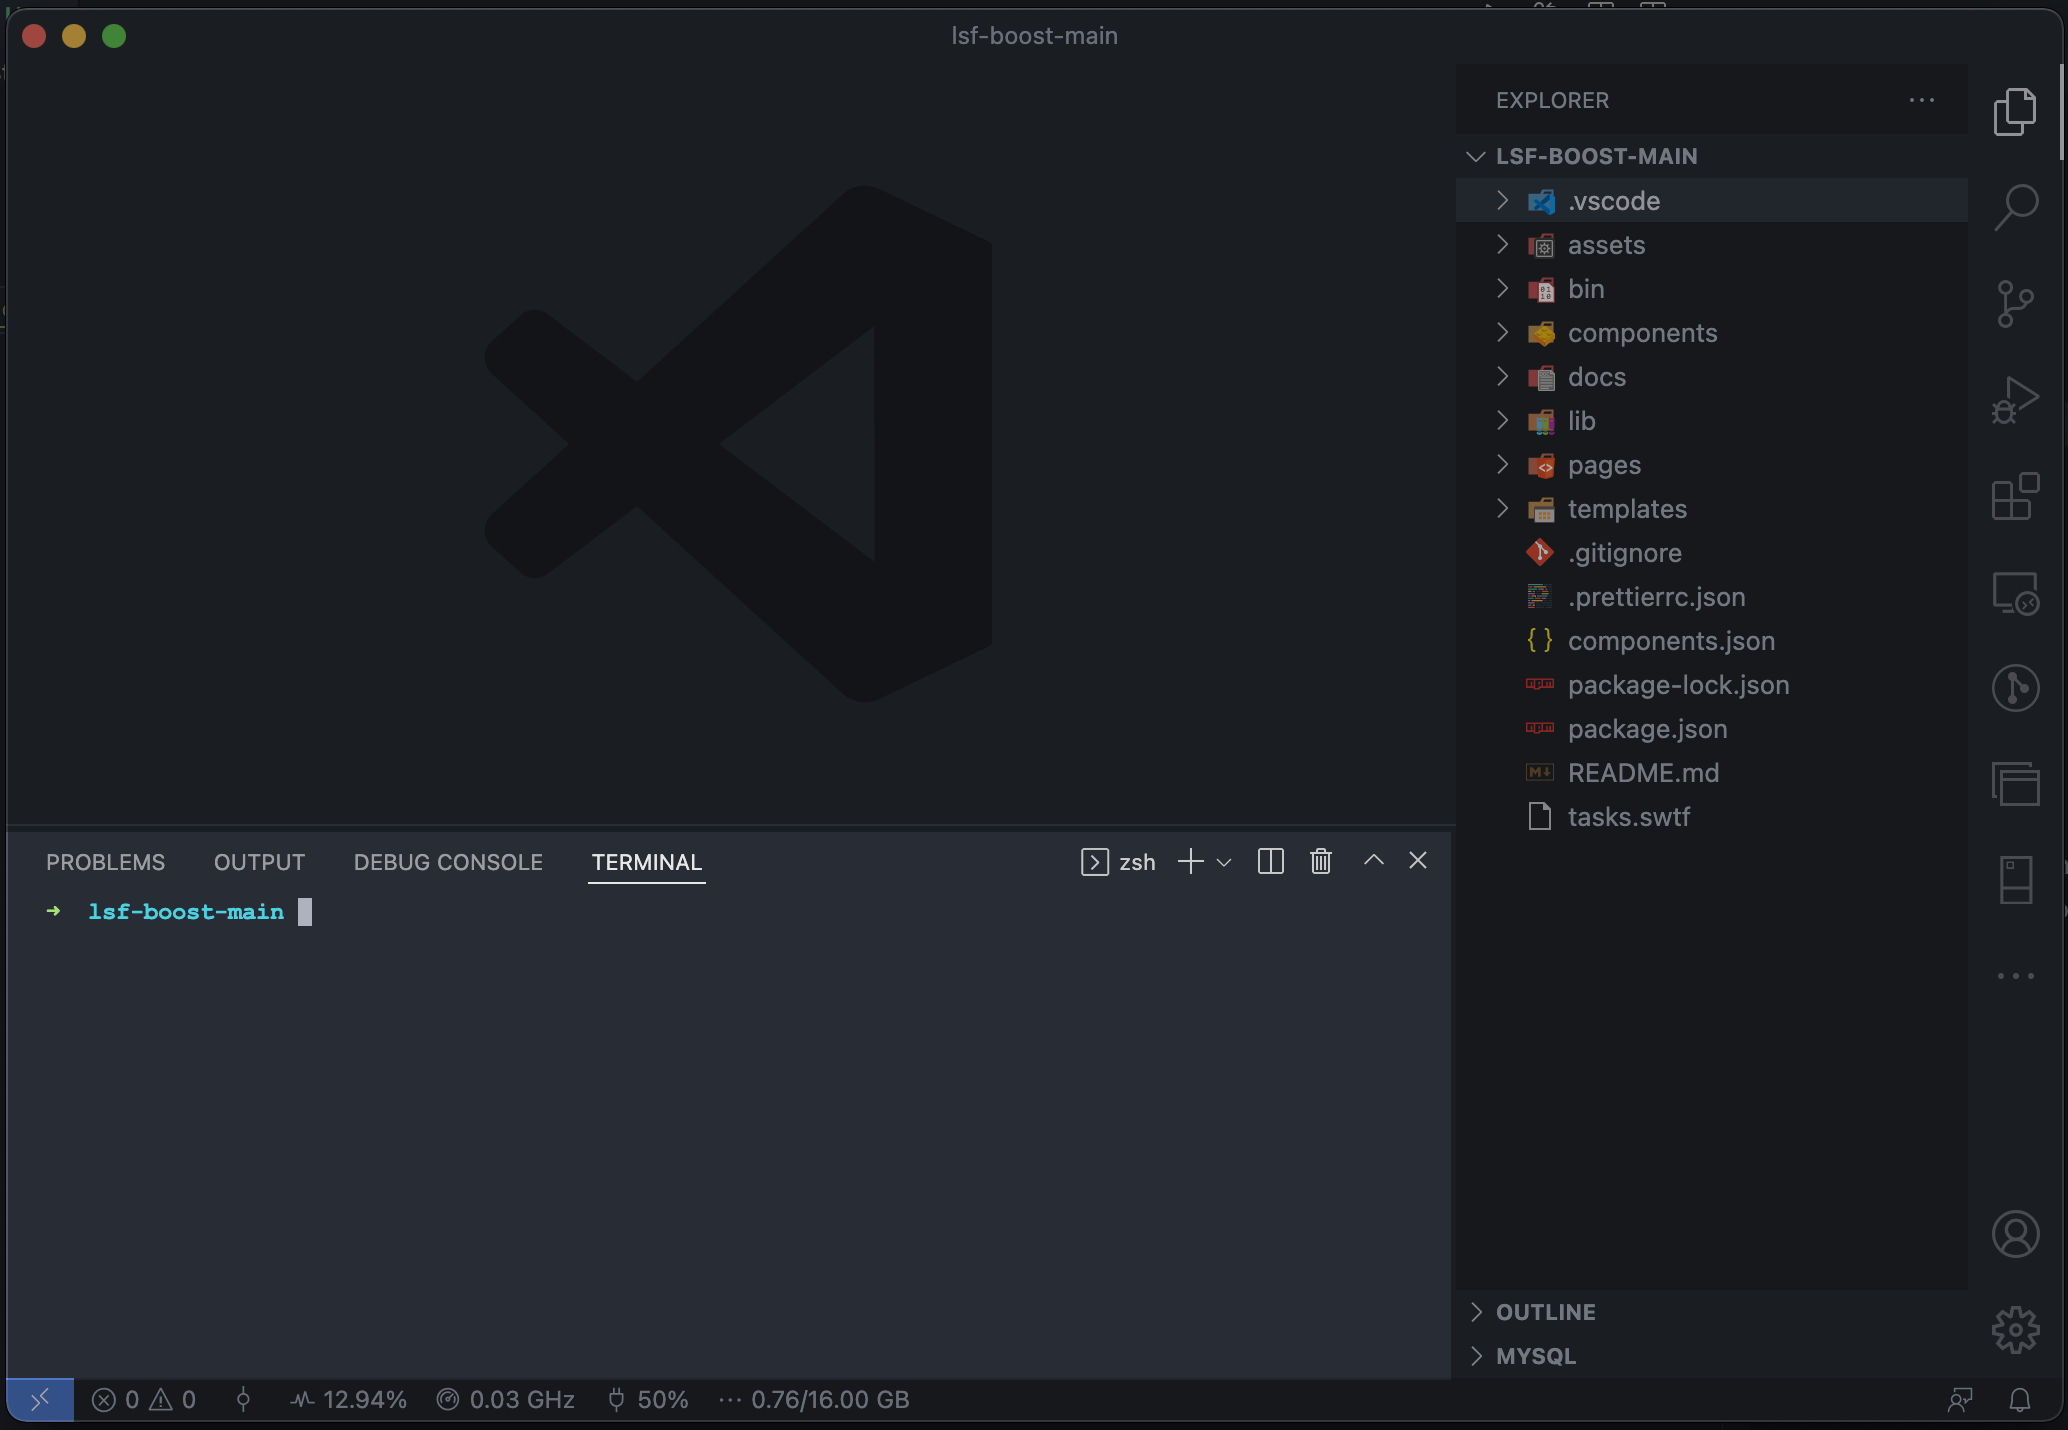 lsf-boost-main
EXPLORER
LSF-BOOST-MAIN
.vscode
assets
bin
components
docs
lib
pages
templates
.gitignore
.prettierrc.json
components.json
package-lock.json
package.json
README.md
tasks.swtf
PROBLEMS OUTPUT DEBUG CONSOLE TERMINAL zsh
➜ lsf-boost-main
OUTLINE
MYSQL
0 0 12.94% 0.03 GHz 50% ··· 0.76/16.00 GB